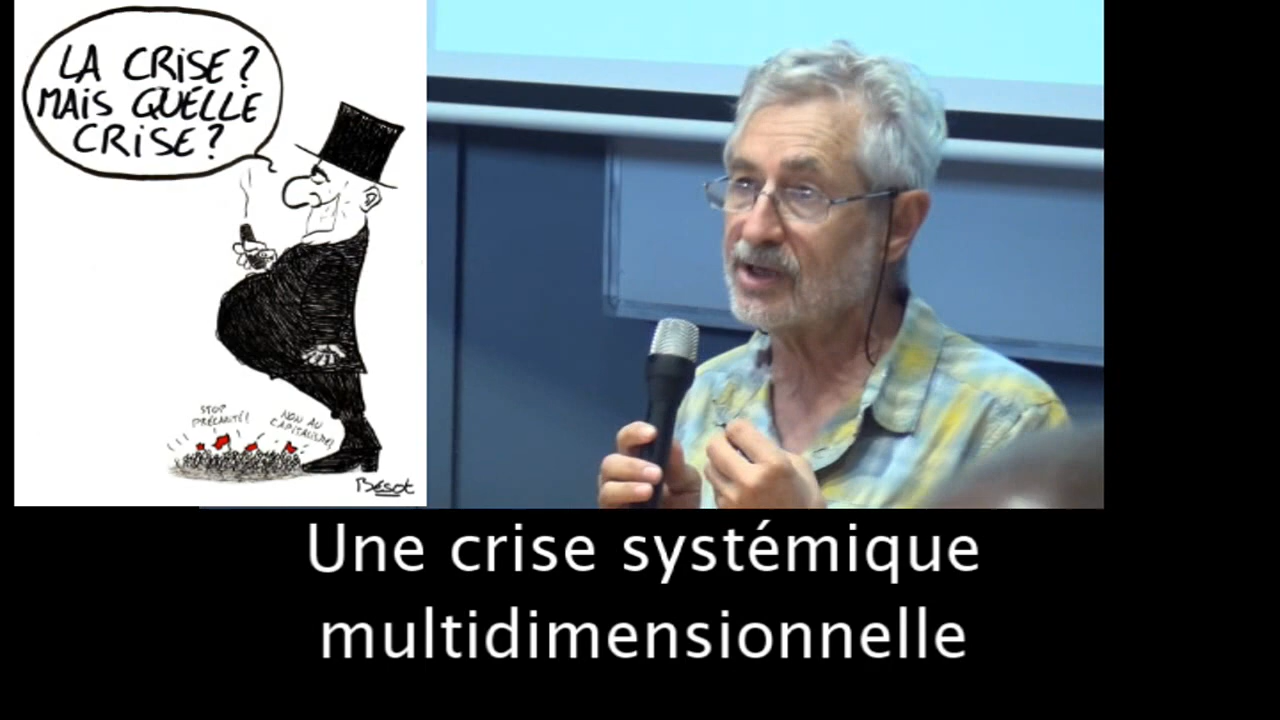 LA CRISE?
MAIS QUELLE
CRISE?
STOP
PRÉCARITÉ!
NON AU
CAPITALISME!
Besot
Une crise systémique
multidimensionnelle